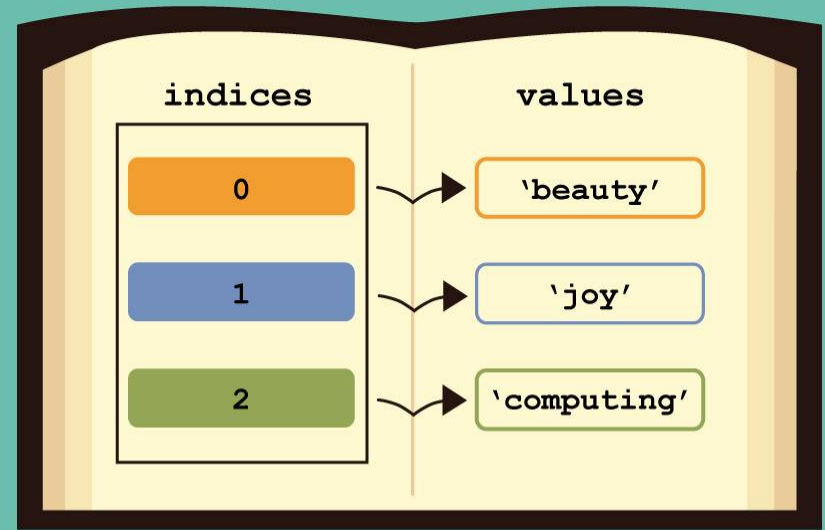 indices values
0 ‘beauty’
1 ‘joy’
2 ‘computing’